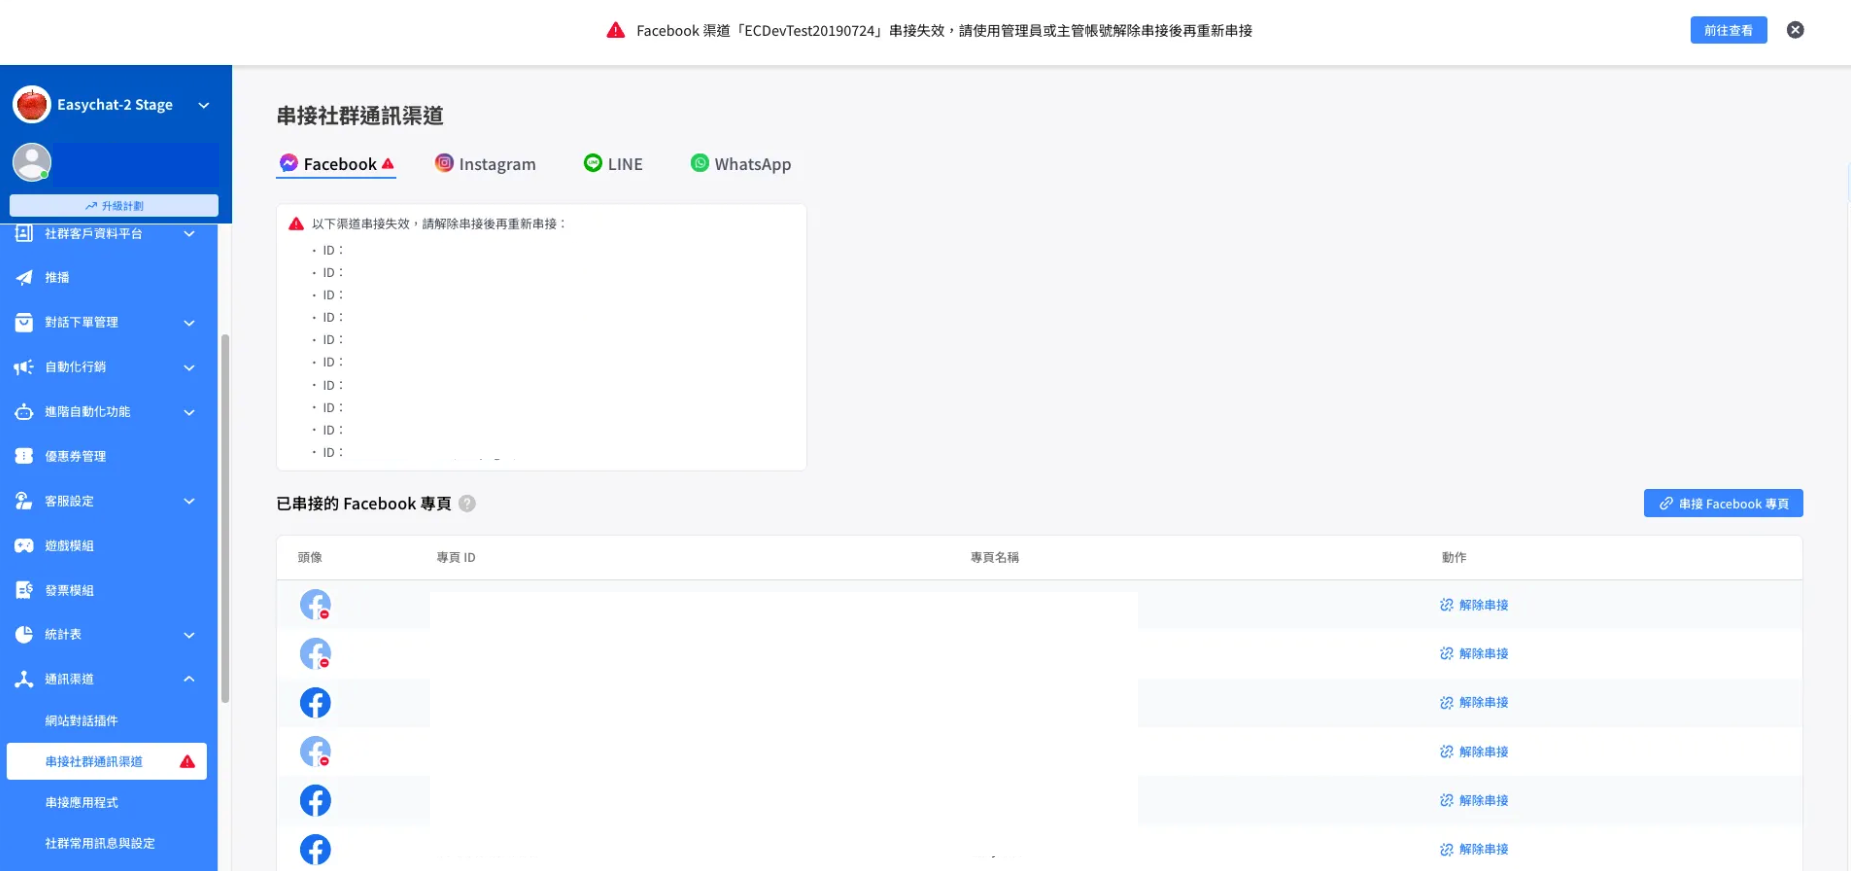 Facebook 渠道「ECDevTest20190724」串接失效，請使用管理員或主管帳號解除串接後再重新串接
前往查看
Easychat-2 Stage
升級計劃
社群客戶資料平台
推播
對話下單管理
自動化行銷
進階自動化功能
優惠券管理
客服設定
遊戲模組
發票模組
統計表
通訊渠道
網站對話插件
串接社群通訊渠道
串接應用程式
社群常用訊息與設定
串接社群通訊渠道
Facebook
Instagram
LINE
WhatsApp
以下渠道串接失效，請解除串接後再重新串接：
・ID：
・ID：
・ID：
・ID：
・ID：
・ID：
・ID：
・ID：
・ID：
・ID：
已串接的 Facebook 專頁
串接 Facebook 專頁
頭像 專頁 ID 專頁名稱 動作
解除串接
解除串接
解除串接
解除串接
解除串接
解除串接